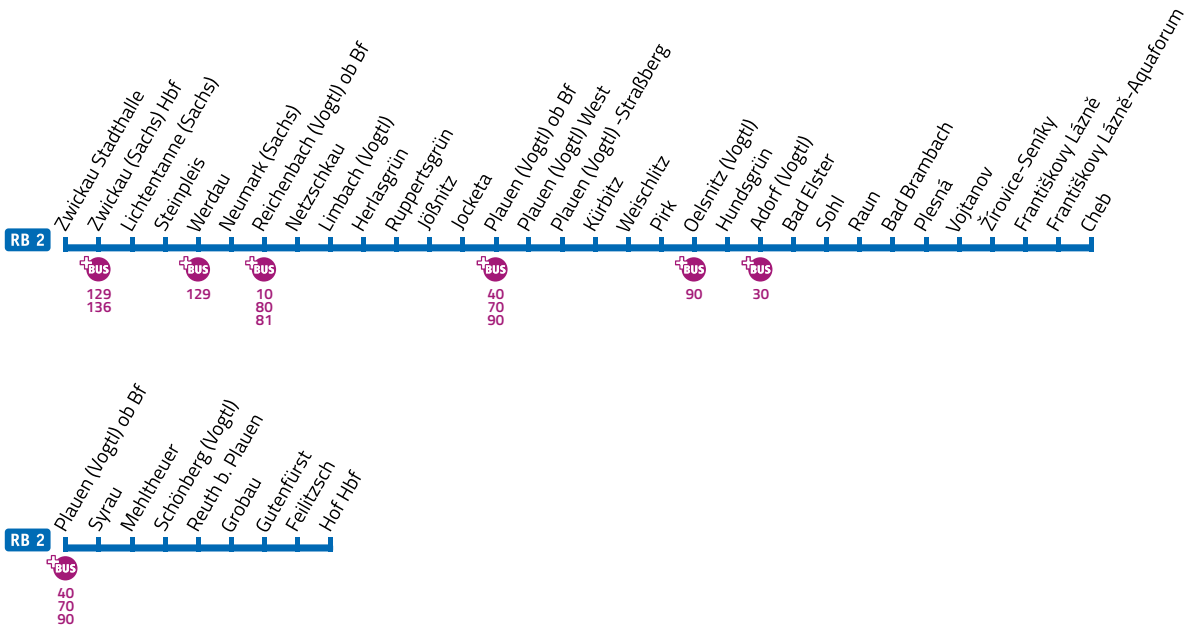 RB 2
Zwickau Stadthalle
Zwickau (Sachs) Hbf
Lichtentanne (Sachs)
Steinpleis
Werdau
Neumark (Sachs)
Reichenbach (Vogtl) ob Bf
Netzschkau
Limbach (Vogtl)
Herlasgrün
Ruppertsgrün
Jößnitz
Jocketa
Plauen (Vogtl) ob Bf
Plauen (Vogtl) West
Plauen (Vogtl) -Straßberg
Kürbitz
Weischlitz
Pirk
Oelsnitz (Vogtl)
Hundsgrün
Adorf (Vogtl)
Bad Elster
Sohl
Raun
Bad Brambach
Plesná
Vojtanov
Žírovice-Seníky
Františkovy Lázně
Františkovy Lázně-Aquaforum
Cheb
+BUS
129
136
+BUS
129
+BUS
10
80
81
+BUS
40
70
90
+BUS
90
+BUS
30
RB 2
Plauen (Vogtl) ob Bf
Syrau
Mehltheuer
Schönberg (Vogtl)
Reuth b. Plauen
Grobau
Gutenfürst
Feilitzsch
Hof Hbf
+BUS
40
70
90